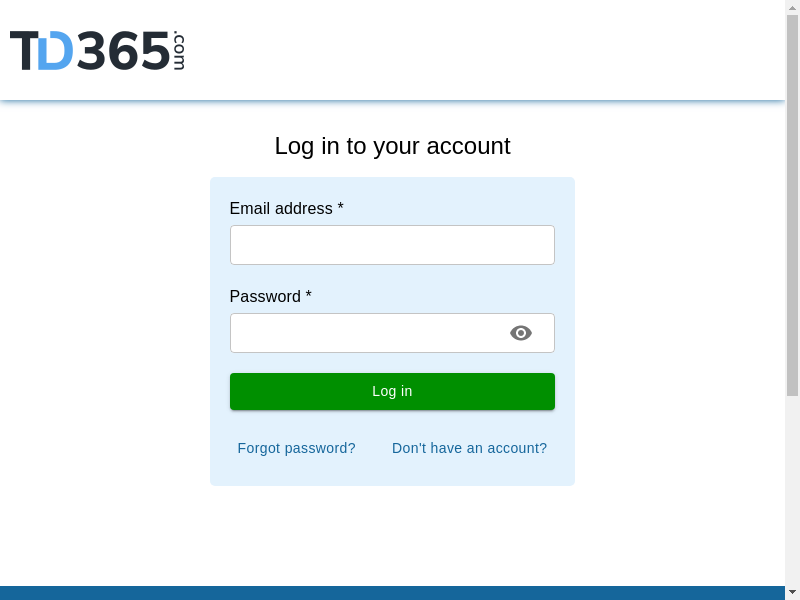 TD365.com
Log in to your account
Email address *
Password *
Log in
Forgot password? Don't have an account?